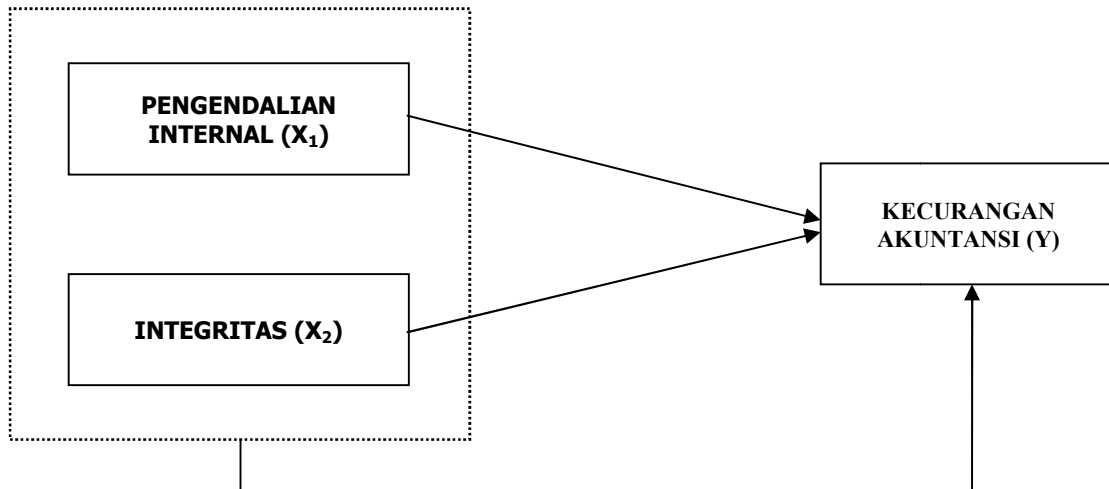 PENGENDALIAN
INTERNAL (X₁)
KECURANGAN
AKUNTANSI (Y)
INTEGRITAS (X₂)